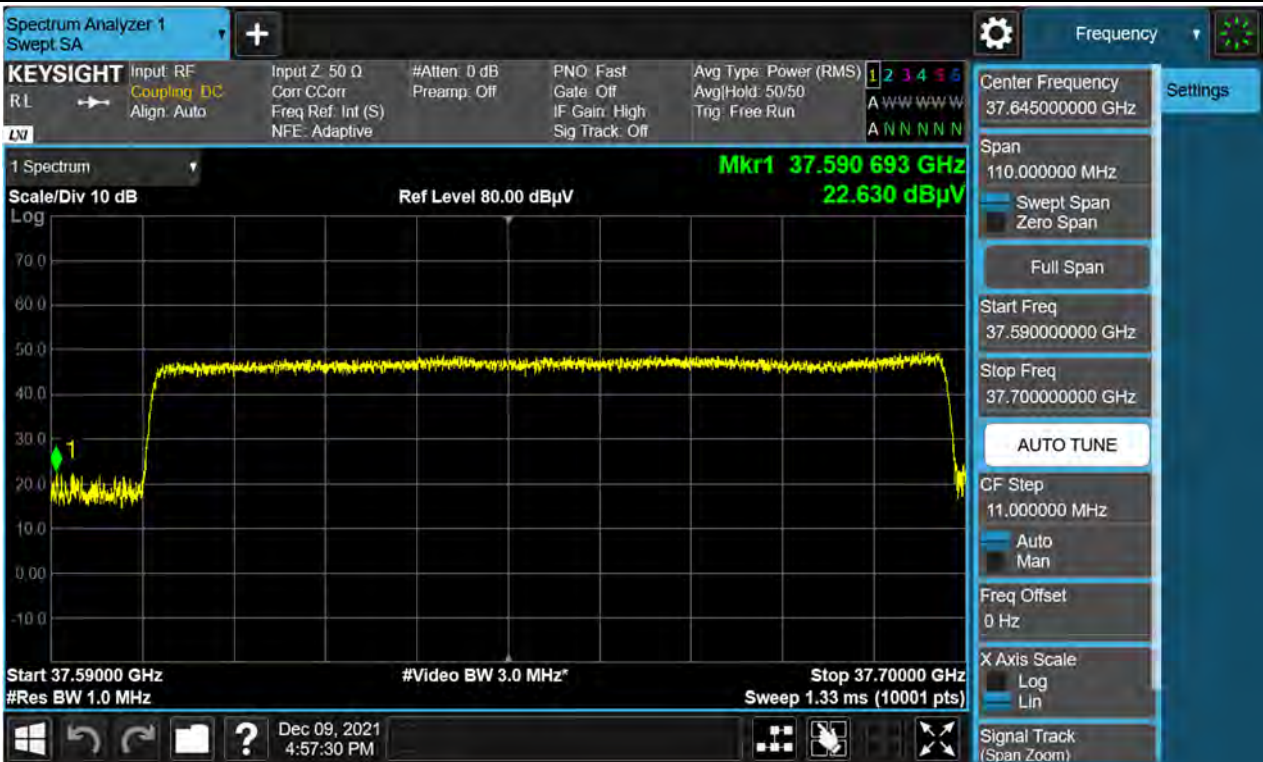 Spectrum Analyzer 1
Swept SA
+
Frequency
KEYSIGHT
RL
LXI
Input: RF
Coupling: DC
Align: Auto
Input Z: 50 Ω
Corr CCorr
Freq Ref: Int (S)
NFE: Adaptive
#Atten: 0 dB
Preamp: Off
PNO: Fast
Gate: Off
IF Gain: High
Sig Track: Off
Avg Type: Power (RMS)
Avg|Hold: 50/50
Trig: Free Run
1 2 3 4 5 6
A W W W W W
A N N N N N
1 Spectrum
Scale/Div 10 dB
Log
Ref Level 80.00 dBµV
Mkr1 37.590 693 GHz
22.630 dBµV
70.0
60.0
50.0
40.0
30.0
20.0
10.0
0.00
-10.0
1
Start 37.59000 GHz
#Res BW 1.0 MHz
#Video BW 3.0 MHz*
Stop 37.70000 GHz
Sweep 1.33 ms (10001 pts)
?
Dec 09, 2021
4:57:30 PM
Center Frequency
37.645000000 GHz
Span
110.000000 MHz
Swept Span
Zero Span
Full Span
Start Freq
37.590000000 GHz
Stop Freq
37.700000000 GHz
AUTO TUNE
CF Step
11.000000 MHz
Auto
Man
Freq Offset
0 Hz
X Axis Scale
Log
Lin
Signal Track
(Span Zoom)
Settings